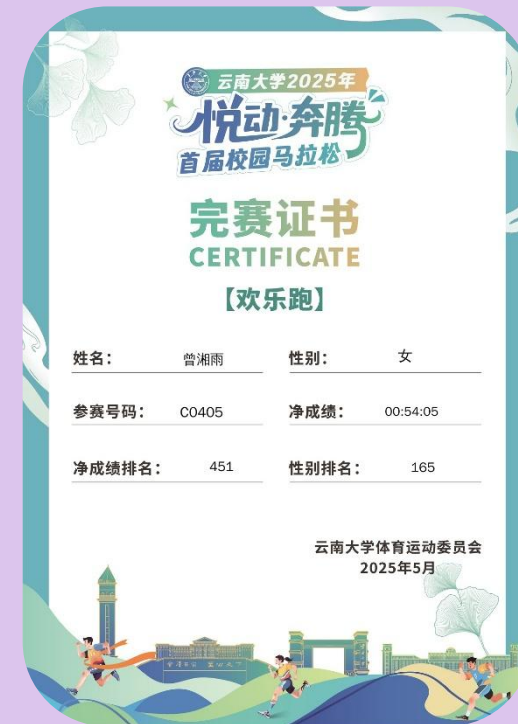 云南大学2025年
悦动·奔腾
首届校园马拉松
完赛证书
CERTIFICATE
【欢乐跑】
姓名： 曾湘雨 性别： 女
参赛号码： C0405 净成绩： 00:54:05
净成绩排名： 451 性别排名： 165
云南大学体育运动委员会
2025年5月